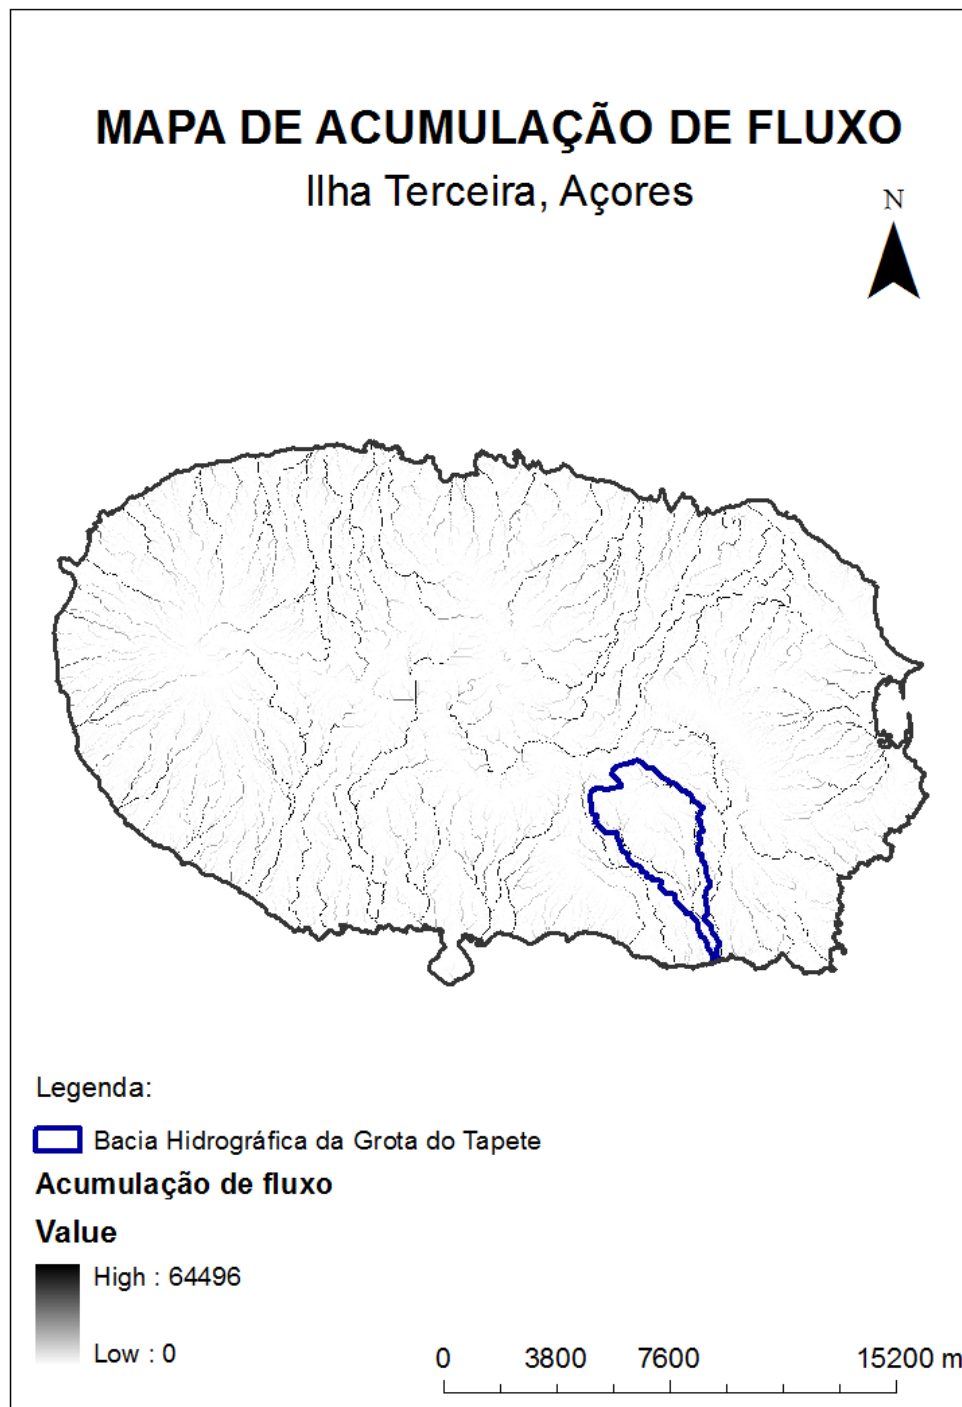 MAPA DE ACUMULAÇÃO DE FLUXO
Ilha Terceira, Açores
N
Legenda:
Bacia Hidrográfica da Grota do Tapete
Acumulação de fluxo
Value
High : 64496
Low : 0
0 3800 7600 15200 m